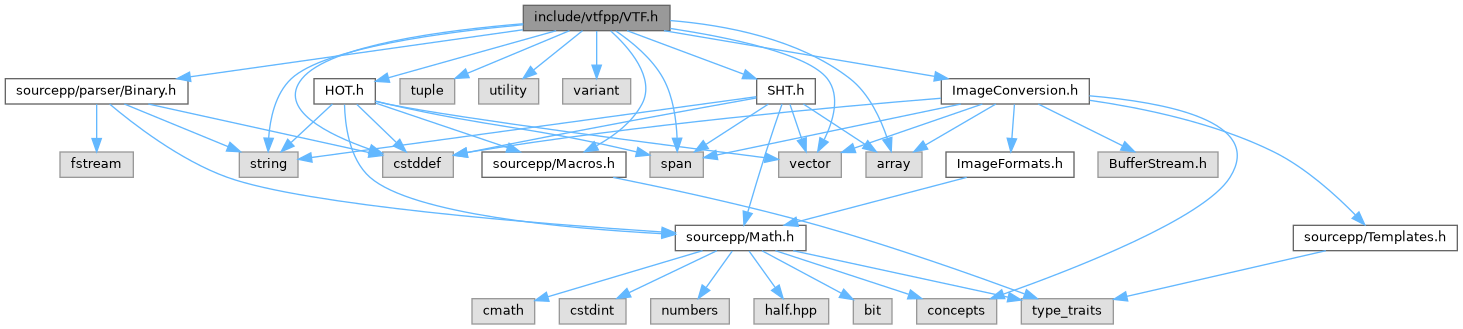 include/vtfpp/VTF.h
sourcepp/parser/Binary.h
HOT.h
tuple
utility
variant
SHT.h
ImageConversion.h
fstream
string
cstddef
sourcepp/Macros.h
span
vector
array
ImageFormats.h
BufferStream.h
sourcepp/Math.h
sourcepp/Templates.h
cmath
cstdint
numbers
half.hpp
bit
concepts
type_traits